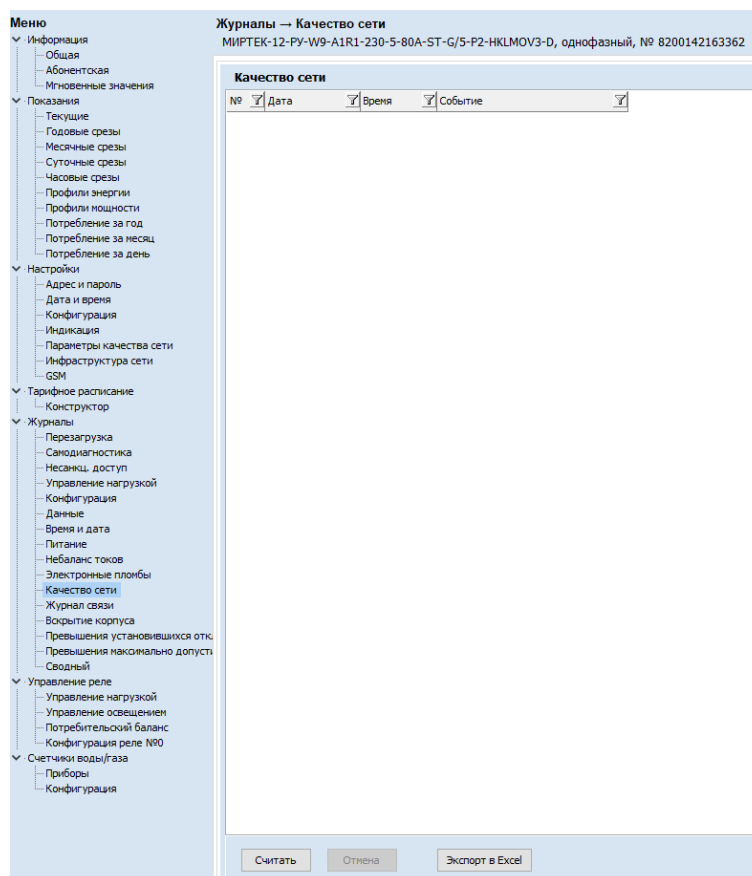 Меню
Информация
Общая
Абонентская
Мгновенные значения
Показания
Текущие
Годовые срезы
Месячные срезы
Суточные срезы
Часовые срезы
Профили энергии
Профили мощности
Потребление за год
Потребление за месяц
Потребление за день
Настройки
Адрес и пароль
Дата и время
Конфигурация
Индикация
Параметры качества сети
Инфраструктура сети
GSM
Тарифное расписание
Конструктор
Журналы
Перезагрузка
Самодиагностика
Несанкц. доступ
Управление нагрузкой
Конфигурация
Данные
Время и дата
Питание
Небаланс токов
Электронные пломбы
Качество сети
Журнал связи
Вскрытие корпуса
Превышения установившихся отк
Превышения максимально допусти
Сводный
Управление реле
Управление нагрузкой
Управление освещением
Потребительский баланс
Конфигурация реле №0
Счетчики воды/газа
Приборы
Конфигурация
Журналы → Качество сети
МИРТЕК-12-РУ-W9-A1R1-230-5-80A-ST-G/5-P2-HKLMOV3-D, однофазный, № 8200142163362
Качество сети
№ Дата Время Событие
Считать Отмена Экспорт в Excel